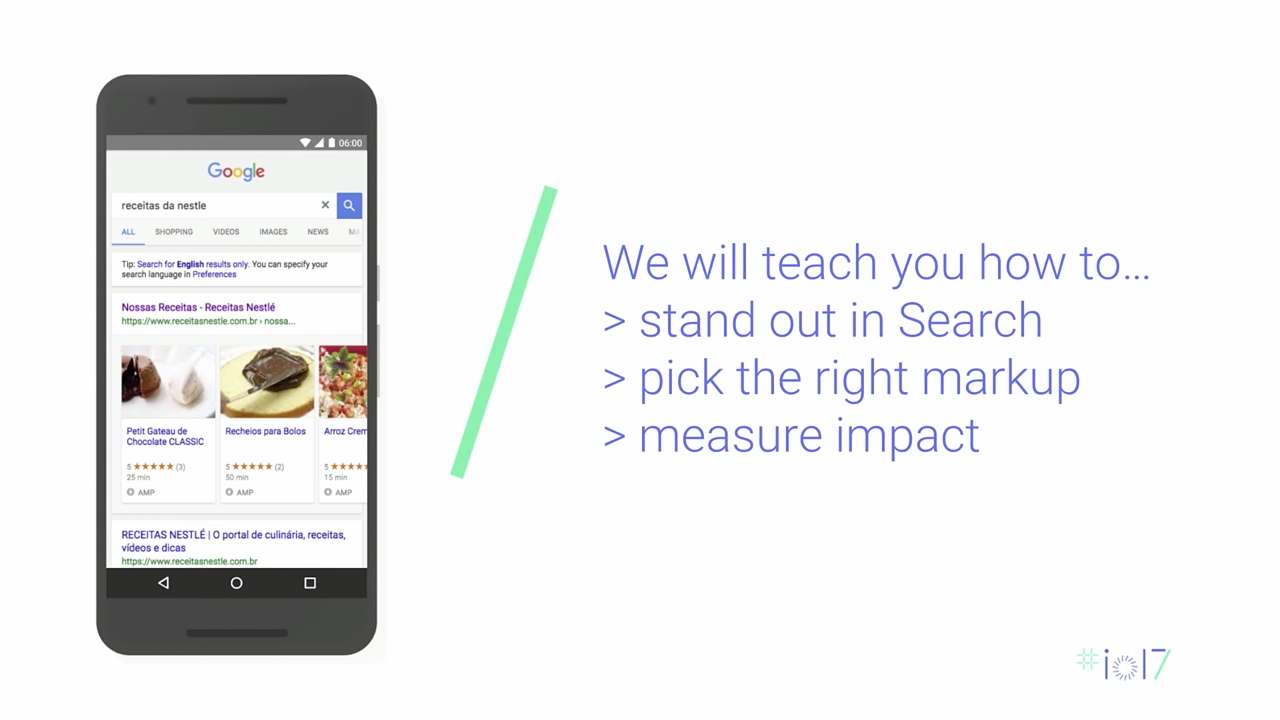 06:00
Google
receitas da nestle
ALL SHOPPING VIDEOS IMAGES NEWS MA
Tip: Search for English results only. You can specify your
search language in Preferences
Nossas Receitas - Receitas Nestlé
https://www.receitasnestle.com.br › nossa...
Petit Gateau de
Chocolate CLASSIC
5 ★★★★★ (3)
25 min
AMP
Recheios para Bolos
5 ★★★★★ (2)
50 min
AMP
Arroz Crem
5 ★★★★★
15 min
AMP
RECEITAS NESTLÉ | O portal de culinária, receitas,
vídeos e dicas
https://www.receitasnestle.com.br
We will teach you how to...
> stand out in Search
> pick the right markup
> measure impact
#io17